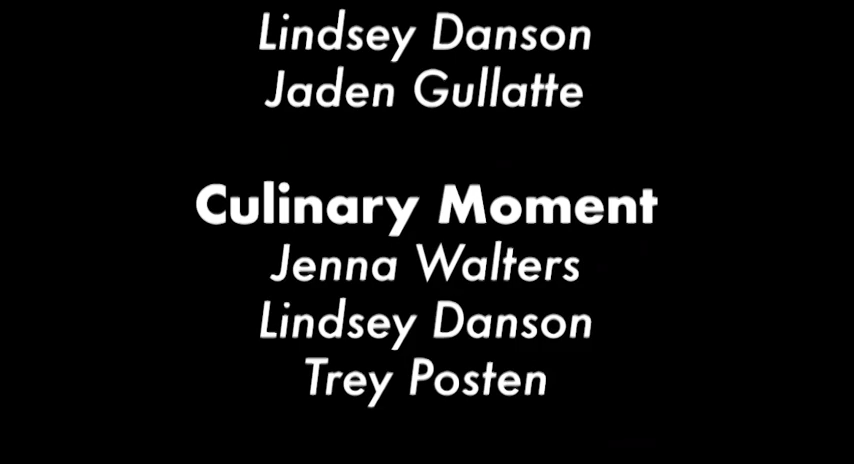 Lindsey Danson
Jaden Gullatte
Culinary Moment
Jenna Walters
Lindsey Danson
Trey Posten